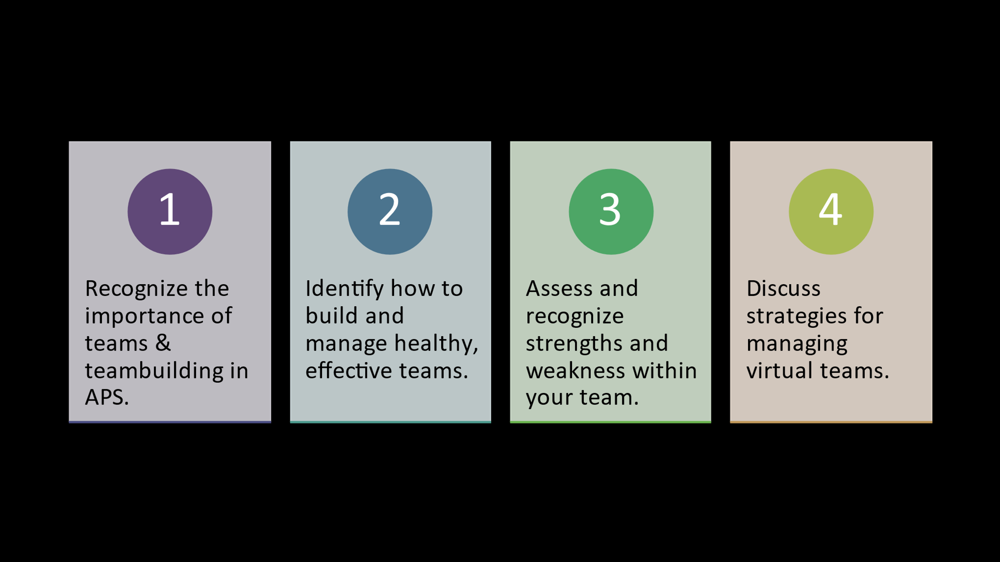 1
Recognize the
importance of
teams &
teambuilding in
APS.
2
Identify how to
build and
manage healthy,
effective teams.
3
Assess and
recognize
strengths and
weakness within
your team.
4
Discuss
strategies for
managing
virtual teams.